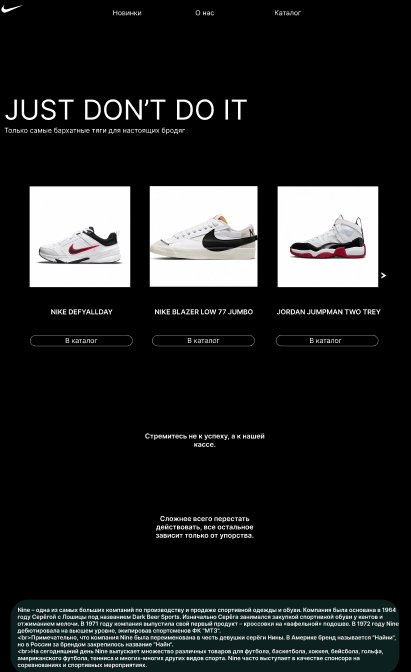 Новинки О нас Каталог
JUST DON'T DO IT
Только самые бархатные тяги для настоящих бродяг
>
NIKE DEFYALLDAY NIKE BLAZER LOW 77 JUMBO JORDAN JUMPMAN TWO TREY
В каталог В каталог В каталог
Стремитесь не к успеху, а к нашей
кассе.
Сложнее всего перестать
действовать, все остальное
зависит только от упорства.
Nine – одна из самых больших компаний по производству и продаже спортивной одежды и обуви. Компания была основана в 1964
году Серёгой с Лошицы под названием Dark Beer Sports. Изначально Серёга занимался закупкой спортивной обуви у кентов и
отжиманием мелочи. В 1971 году компания выпустила свой первый продукт – кроссовки на «вафельной» подошве. В 1972 году Nine
дебютировала на высшем уровне, экипировав спортсменов ФК "МТЗ".
<br>Примечательно, что компания Nine была переименована в честь девушки серёги Нины. В Америке бренд называется "Найни",
но в России за брендом закрепилось название "Найн".
<br>На сегодняшний день Nine выпускает множество различных товаров для футбола, баскетбола, хоккея, бейсбола, гольфа,
американского футбола, тенниса и многих-многих других видов спорта. Nine часто выступает в качестве спонсора на
соревнованиях и спортивных мероприятиях.